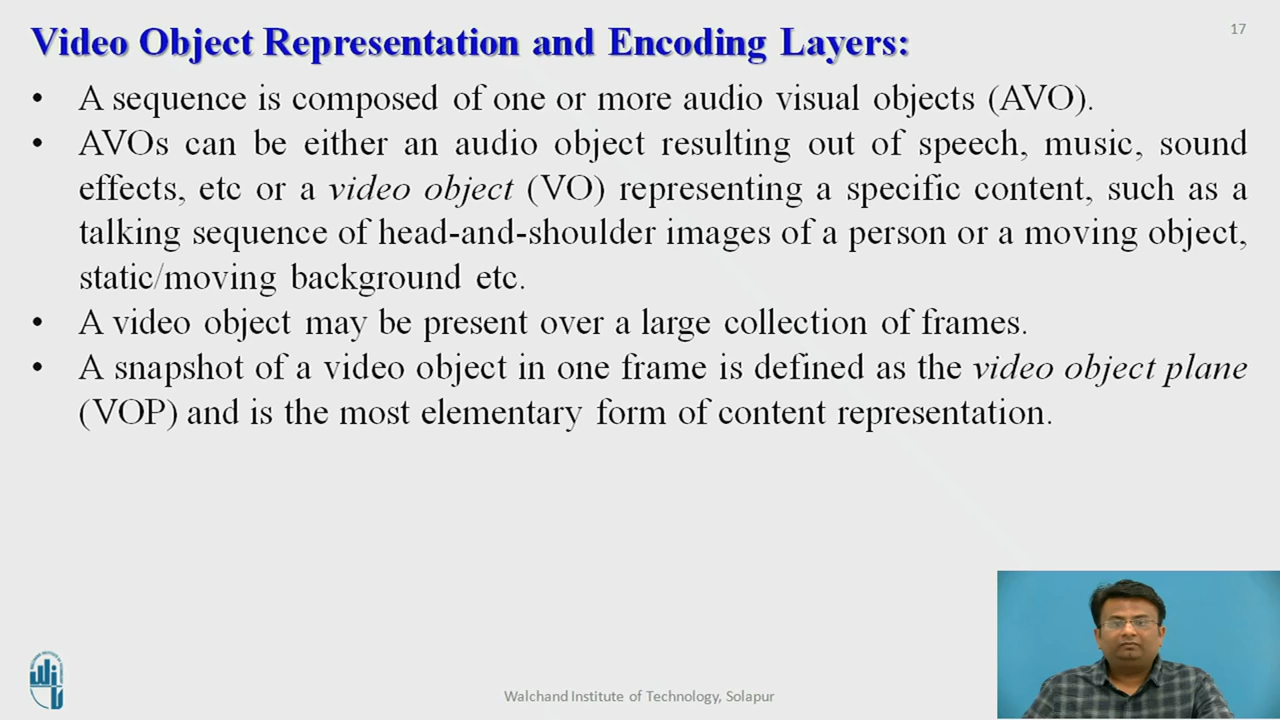 Video Object Representation and Encoding Layers:
17
• A sequence is composed of one or more audio visual objects (AVO).
• AVOs can be either an audio object resulting out of speech, music, sound
effects, etc or a video object (VO) representing a specific content, such as a
talking sequence of head-and-shoulder images of a person or a moving object,
static/moving background etc.
• A video object may be present over a large collection of frames.
• A snapshot of a video object in one frame is defined as the video object plane
(VOP) and is the most elementary form of content representation.
Walchand Institute of Technology, Solapur